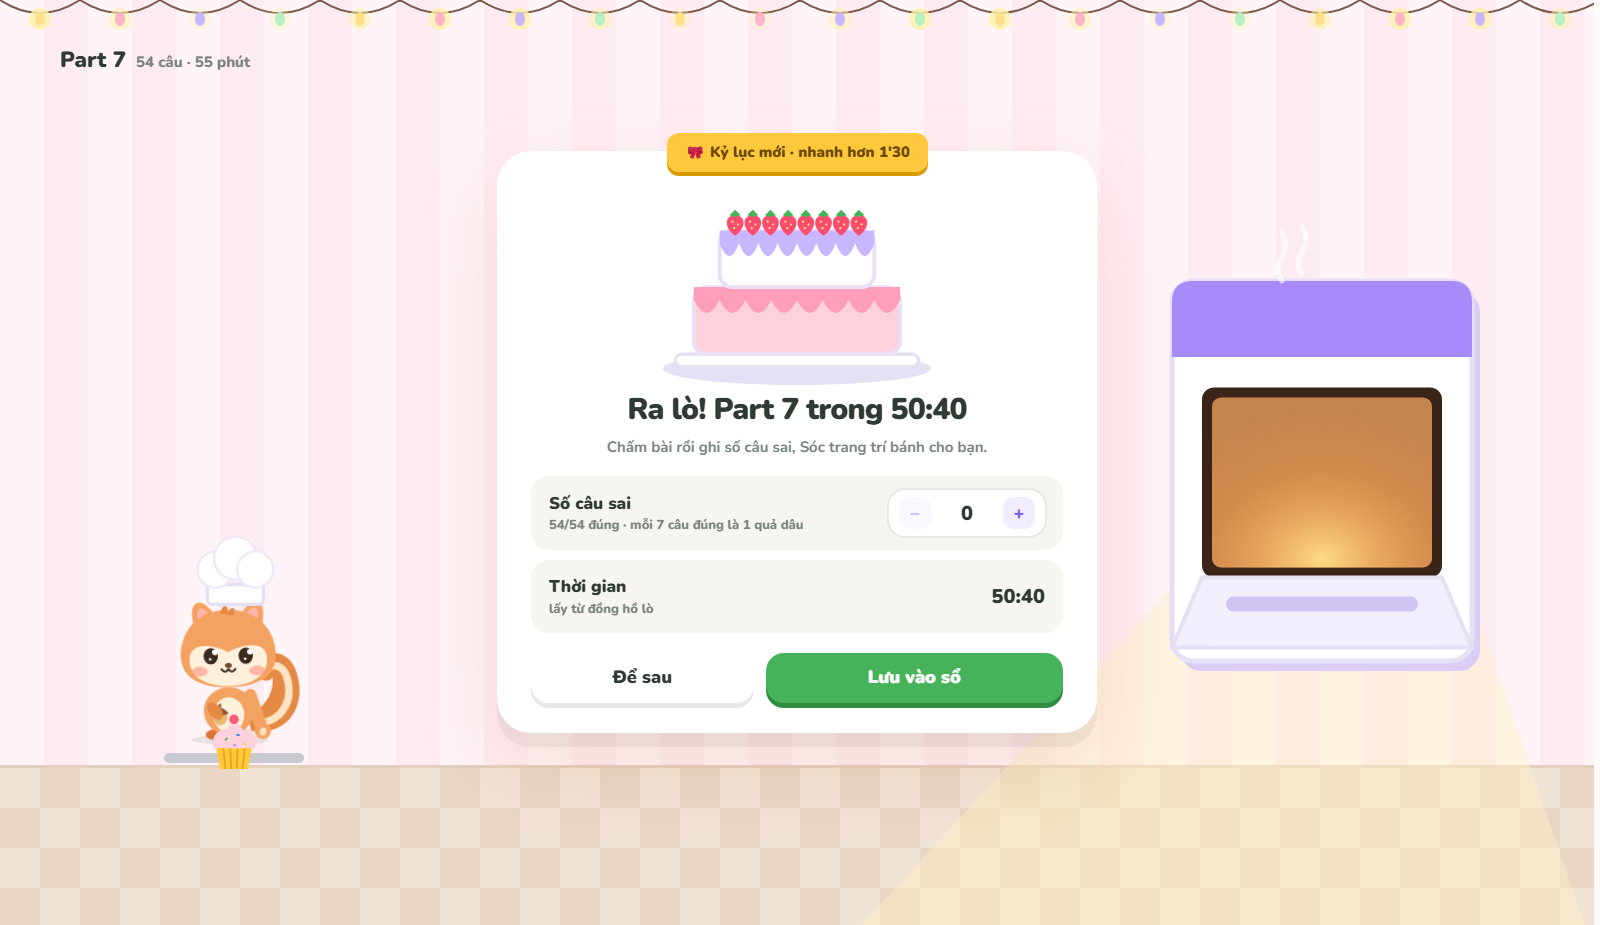 Part 7 54 câu · 55 phút
Kỷ lục mới · nhanh hơn 1'30
Ra lò! Part 7 trong 50:40
Chấm bài rồi ghi số câu sai, Sóc trang trí bánh cho bạn.
Số câu sai
54/54 đúng · mỗi 7 câu đúng là 1 quả dâu
− 0 +
Thời gian
lấy từ đồng hồ lò
50:40
Để sau
Lưu vào sổ